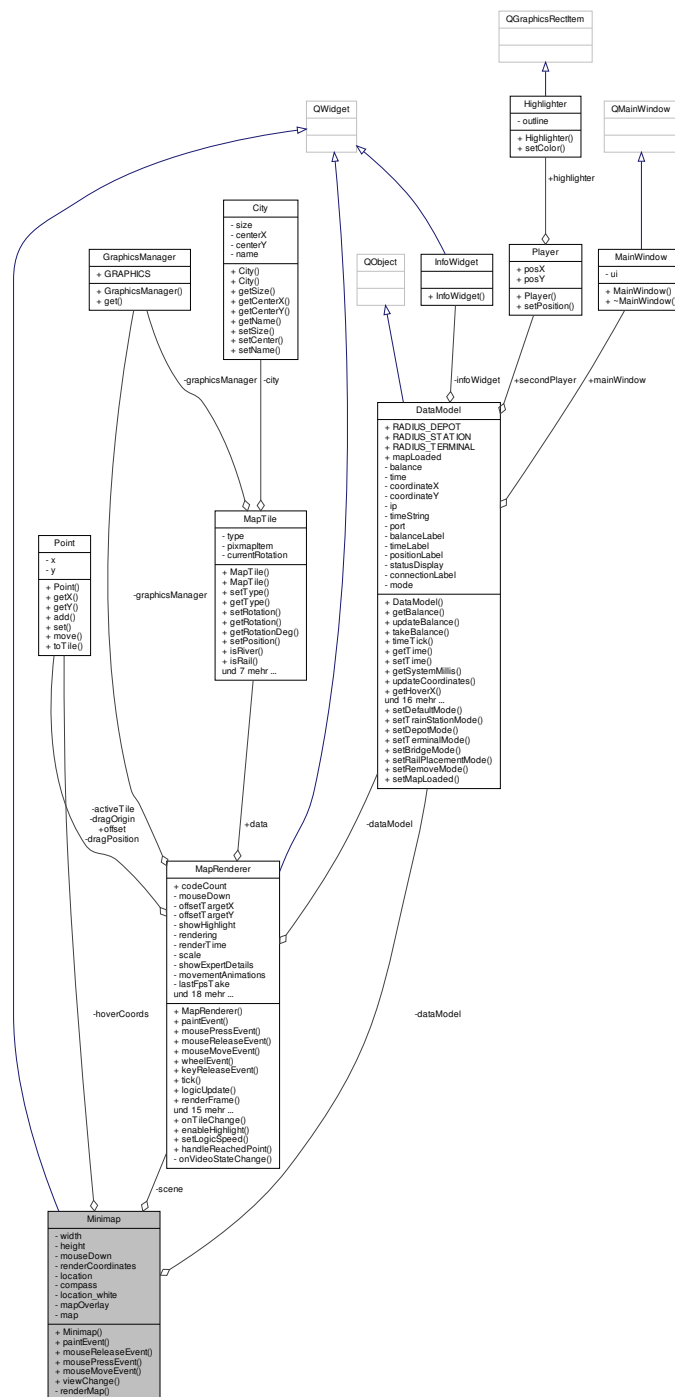 QGraphicsRectItem
Highlighter
- outline
+ Highlighter()
+ setColor()
QMainWindow
QWidget
+highlighter
City
- size
- centerX
- centerY
- name
+ City()
+ City()
+ getSize()
+ getCenterX()
+ getCenterY()
+ getName()
+ setSize()
+ setCenter()
+ setName()
GraphicsManager
+ GRAPHICS
+ GraphicsManager()
+ get()
QObject
InfoWidget
+ InfoWidget()
Player
+ posX
+ posY
+ Player()
+ setPosition()
MainWindow
- ui
+ MainWindow()
+ ~MainWindow()
-graphicsManager
-city
-infoWidget
+secondPlayer
+mainWindow
DataModel
+ RADIUS_DEPOT
+ RADIUS_STATION
+ RADIUS_TERMINAL
+ mapLoaded
- balance
- time
- coordinateX
- coordinateY
- ip
- timeString
- port
- balanceLabel
- timeLabel
- positionLabel
- statusDisplay
- connectionLabel
- mode
+ DataModel()
+ getBalance()
+ updateBalance()
+ takeBalance()
+ timeTick()
+ getTime()
+ setTime()
+ getSystemMillis()
+ updateCoordinates()
+ getHoverX()
und 16 mehr ...
+ setDefaultMode()
+ setTrainStationMode()
+ setDepotMode()
+ setTerminalMode()
+ setBridgeMode()
+ setRailPlacementMode()
+ setRemoveMode()
+ setMapLoaded()
MapTile
- type
- pixmapItem
- currentRotation
+ MapTile()
+ MapTile()
+ setType()
+ getType()
+ setRotation()
+ getRotation()
+ getRotationDeg()
+ setPosition()
+ isRiver()
+ isRail()
und 7 mehr ...
Point
- x
- y
+ Point()
+ getX()
+ getY()
+ add()
+ set()
+ move()
+ toTile()
-graphicsManager
-activeTile
-dragOrigin
+offset
-dragPosition
+data
-dataModel
MapRenderer
+ codeCount
- mouseDown
- offsetTargetX
- offsetTargetY
- showHighlight
- rendering
- renderTime
- scale
- showExpertDetails
- movementAnimations
- lastFpsTake
und 18 mehr ...
+ MapRenderer()
+ paintEvent()
+ mousePressEvent()
+ mouseReleaseEvent()
+ mouseMoveEvent()
+ wheelEvent()
+ keyReleaseEvent()
+ tick()
+ logicUpdate()
+ renderFrame()
und 15 mehr ...
+ onTileChange()
+ enableHighlight()
+ setLogicSpeed()
+ handleReachedPoint()
- onVideoStateChange()
-hoverCoords
-dataModel
-scene
Minimap
- width
- height
- mouseDown
- renderCoordinates
- location
- compass
- location_white
- mapOverlay
- map
+ Minimap()
+ paintEvent()
+ mouseReleaseEvent()
+ mousePressEvent()
+ mouseMoveEvent()
+ viewChange()
- renderMap()